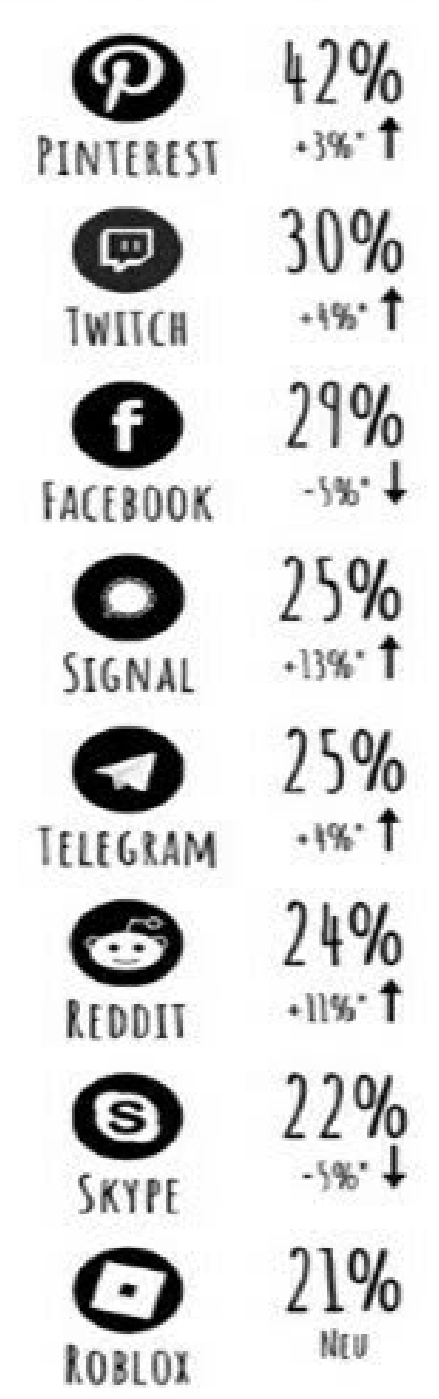 42%
PINTEREST +3%* ↑
30%
TWITCH +4%* ↑
29%
FACEBOOK -5%* ↓
25%
SIGNAL +13%* ↑
25%
TELEGRAM +4%* ↑
24%
REDDIT +11%* ↑
22%
SKYPE -5%* ↓
21%
ROBLOX NEU